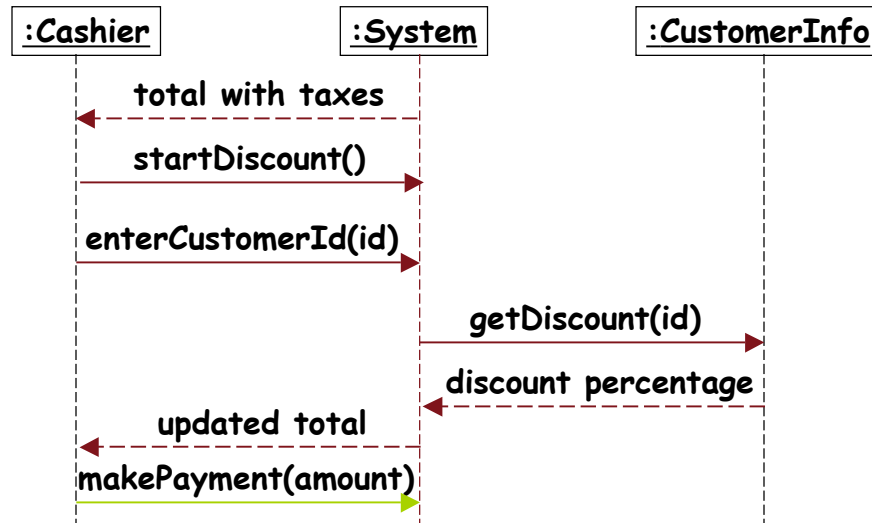 :Cashier
:System
:CustomerInfo
total with taxes
startDiscount()
enterCustomerId(id)
getDiscount(id)
discount percentage
updated total
makePayment(amount)